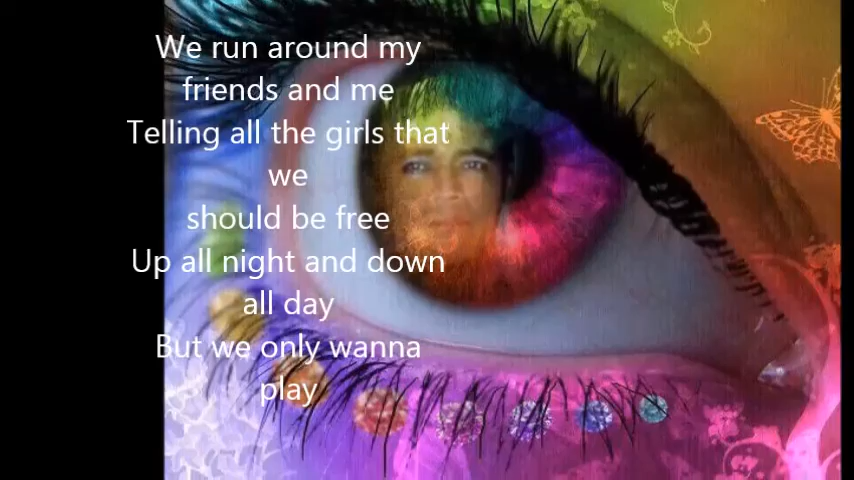 We run around my
friends and me
Telling all the girls that
we
should be free
Up all night and down
all day
But we only wanna
play